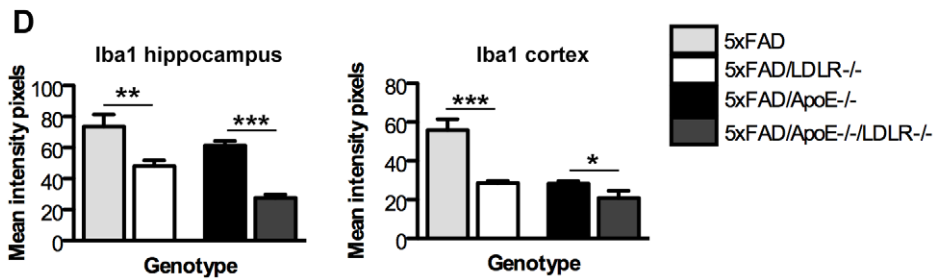 D
Iba1 hippocampus
Mean intensity pixels
100
80
60
40
20
0
**
***
Genotype
Iba1 cortex
Mean intensity pixels
80
60
40
20
0
***
*
Genotype
5xFAD
5xFAD/LDLR-/-
5xFAD/ApoE-/-
5xFAD/ApoE-/-/LDLR-/-